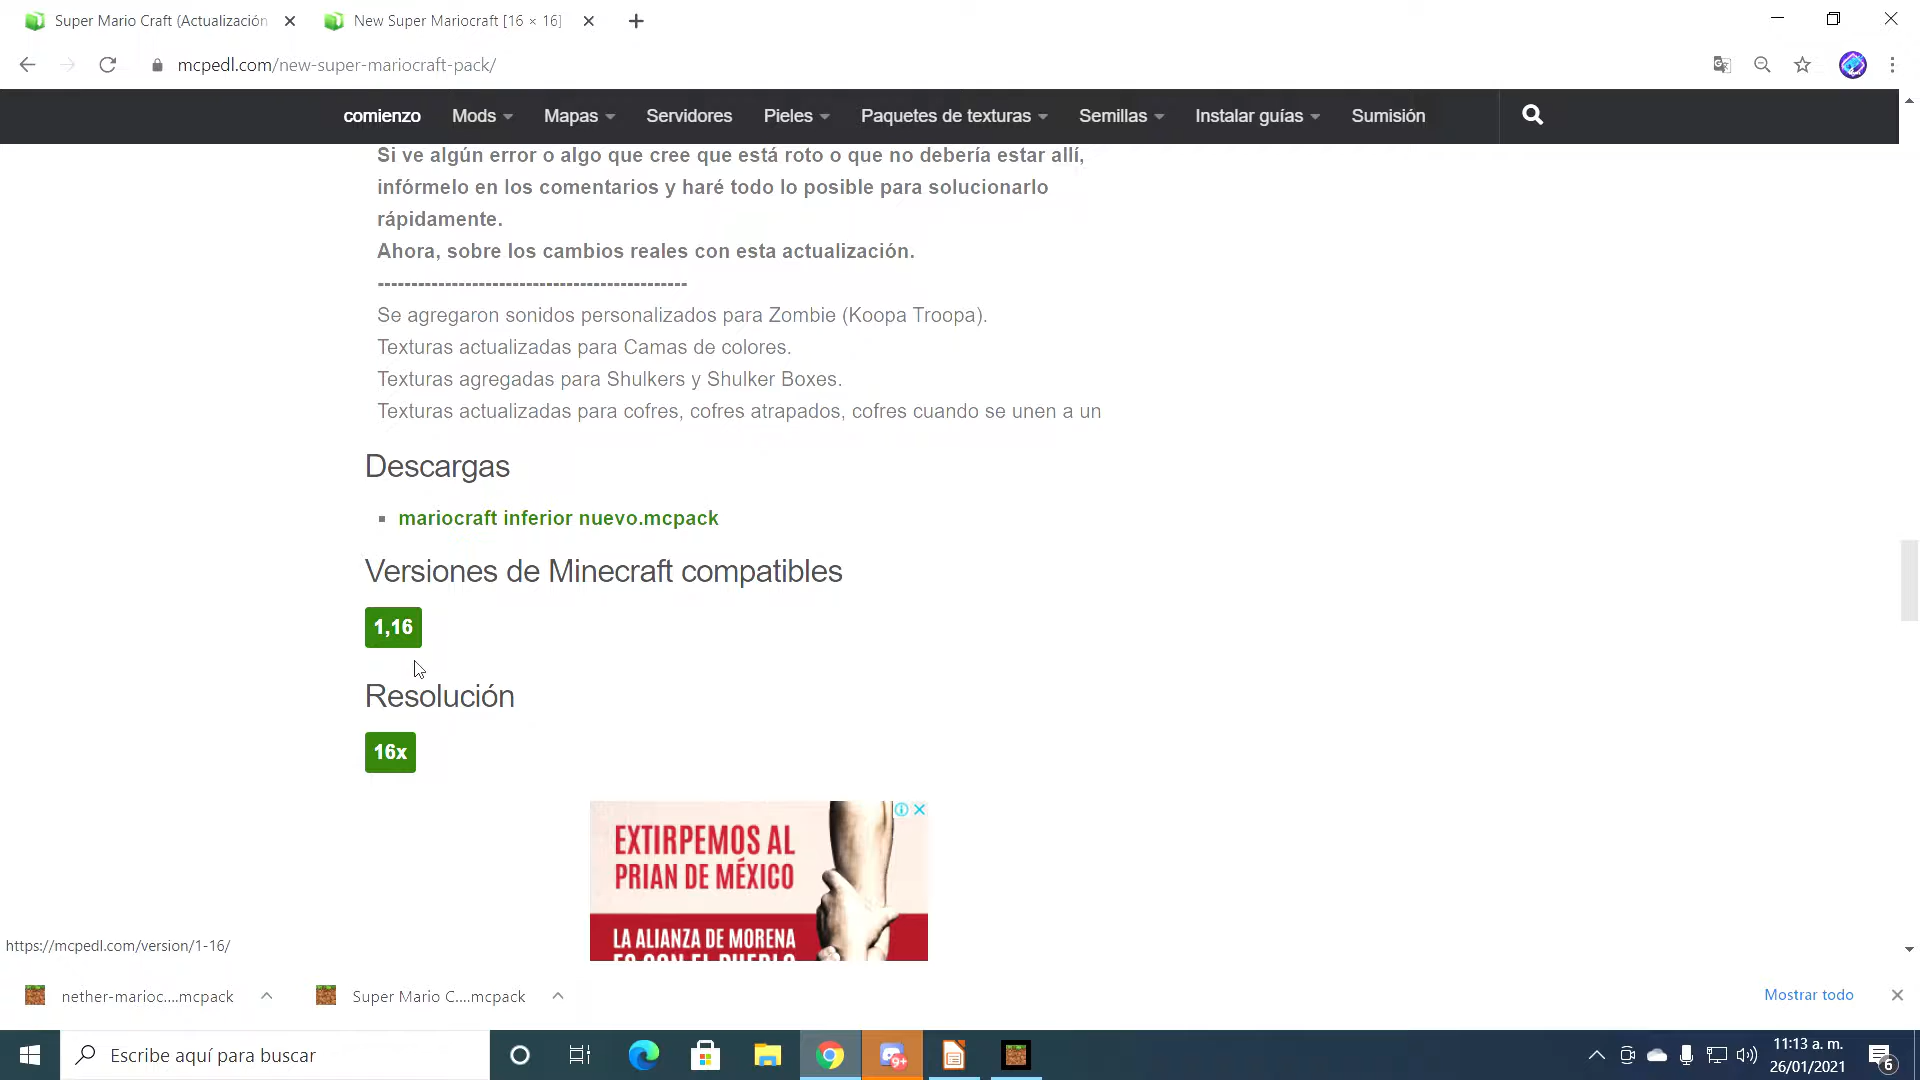 Super Mario Craft (Actualización
New Super Mariocraft [16 × 16]
mcpedl.com/new-super-mariocraft-pack/
comienzo Mods Mapas Servidores Pieles Paquetes de texturas Semillas Instalar guías Sumisión
Si ve algún error o algo que cree que está roto o que no debería estar allí,
infórmelo en los comentarios y haré todo lo posible para solucionarlo
rápidamente.
Ahora, sobre los cambios reales con esta actualización.
----------------------------------------------
Se agregaron sonidos personalizados para Zombie (Koopa Troopa).
Texturas actualizadas para Camas de colores.
Texturas agregadas para Shulkers y Shulker Boxes.
Texturas actualizadas para cofres, cofres atrapados, cofres cuando se unen a un
Descargas
mariocraft inferior nuevo.mcpack
Versiones de Minecraft compatibles
1,16
Resolución
16x
EXTIRPEMOS AL
PRIAN DE MÉXICO
LA ALIANZA DE MORENA
ES CON EL PUEBLO
https://mcpedl.com/version/1-16/
nether-marioc....mcpack
Super Mario C....mcpack
Mostrar todo
Escribe aquí para buscar
9+
11:13 a. m.
26/01/2021
6